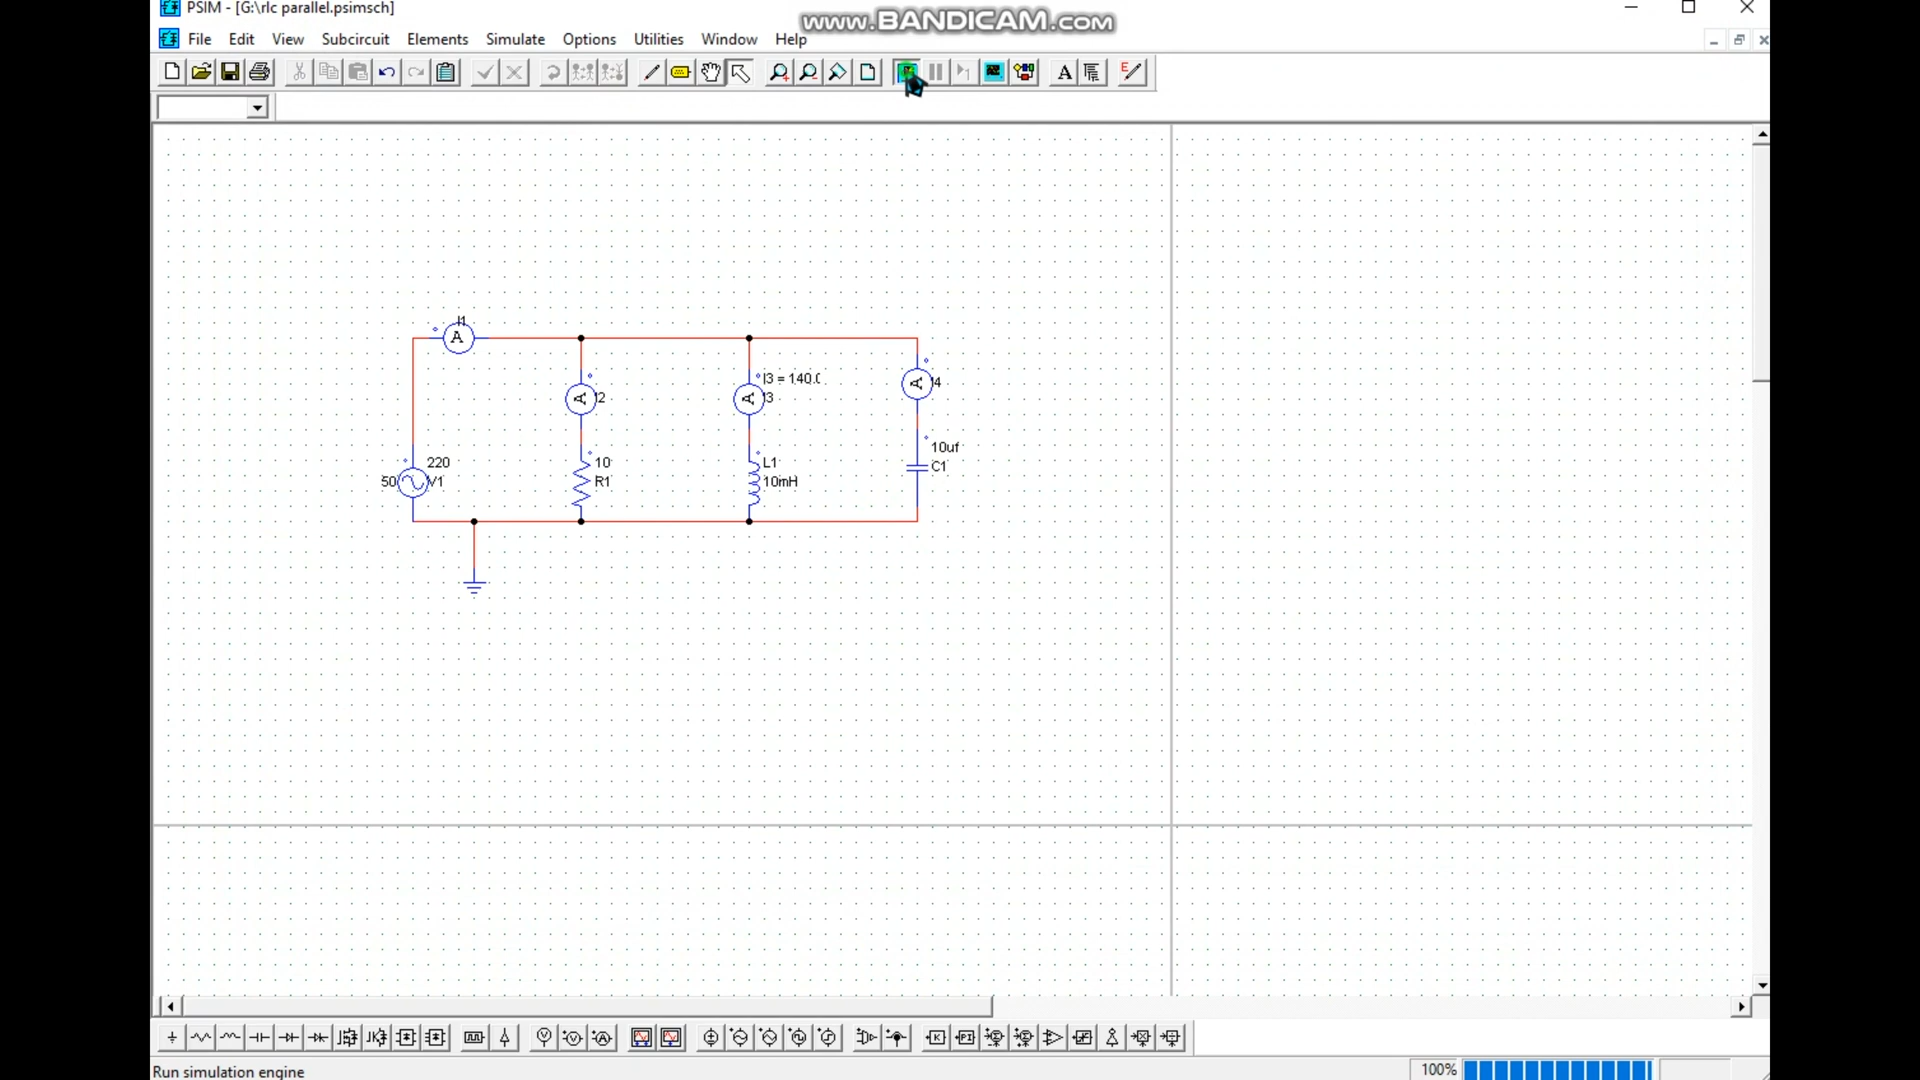 PSIM - [G:\rlc parallel.psimsch]
www.BANDICAM.com
File Edit View Subcircuit Elements Simulate Options Utilities Window Help
I1
A
A I2
I3 = 140.0
A I3
A I4
220
50 V1
10
R1
L1
10mH
10uf
C1
Run simulation engine
100%